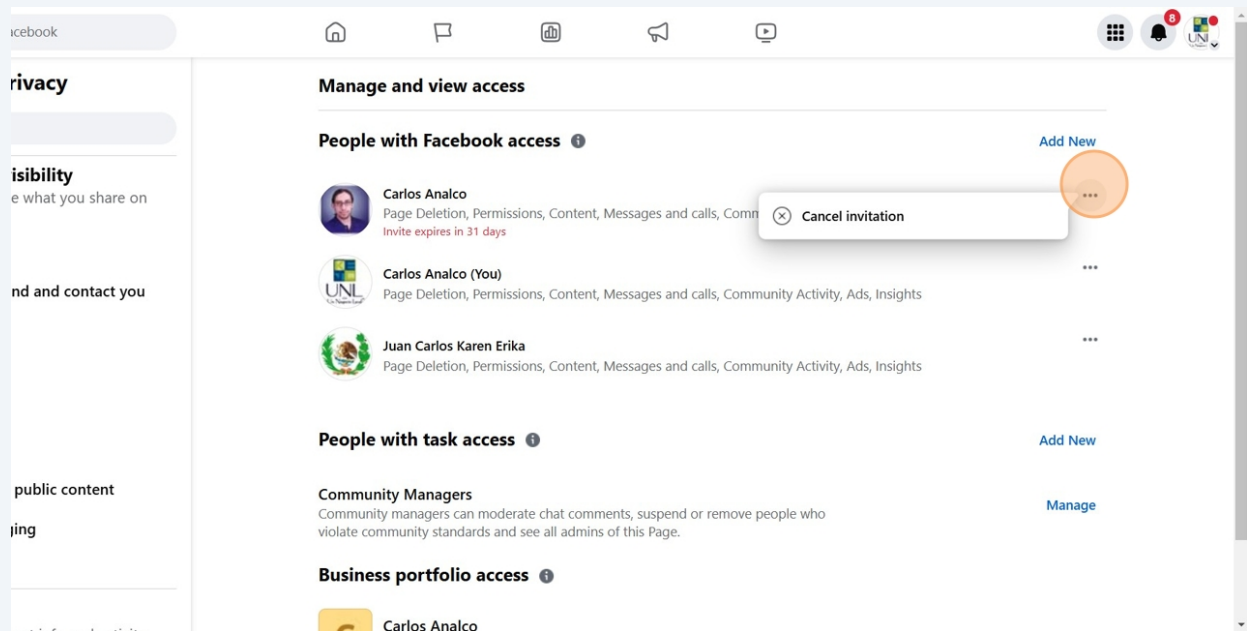 acebook
8
UNL
rivacy
Manage and view access
People with Facebook access
Add New
isibility
e what you share on
Carlos Analco
Page Deletion, Permissions, Content, Messages and calls, Comm
Invite expires in 31 days
Cancel invitation
Carlos Analco (You)
Page Deletion, Permissions, Content, Messages and calls, Community Activity, Ads, Insights
UNL
nd and contact you
Juan Carlos Karen Erika
Page Deletion, Permissions, Content, Messages and calls, Community Activity, Ads, Insights
People with task access
Add New
public content
Community Managers
Community managers can moderate chat comments, suspend or remove people who
violate community standards and see all admins of this Page.
Manage
ging
Business portfolio access
Carlos Analco